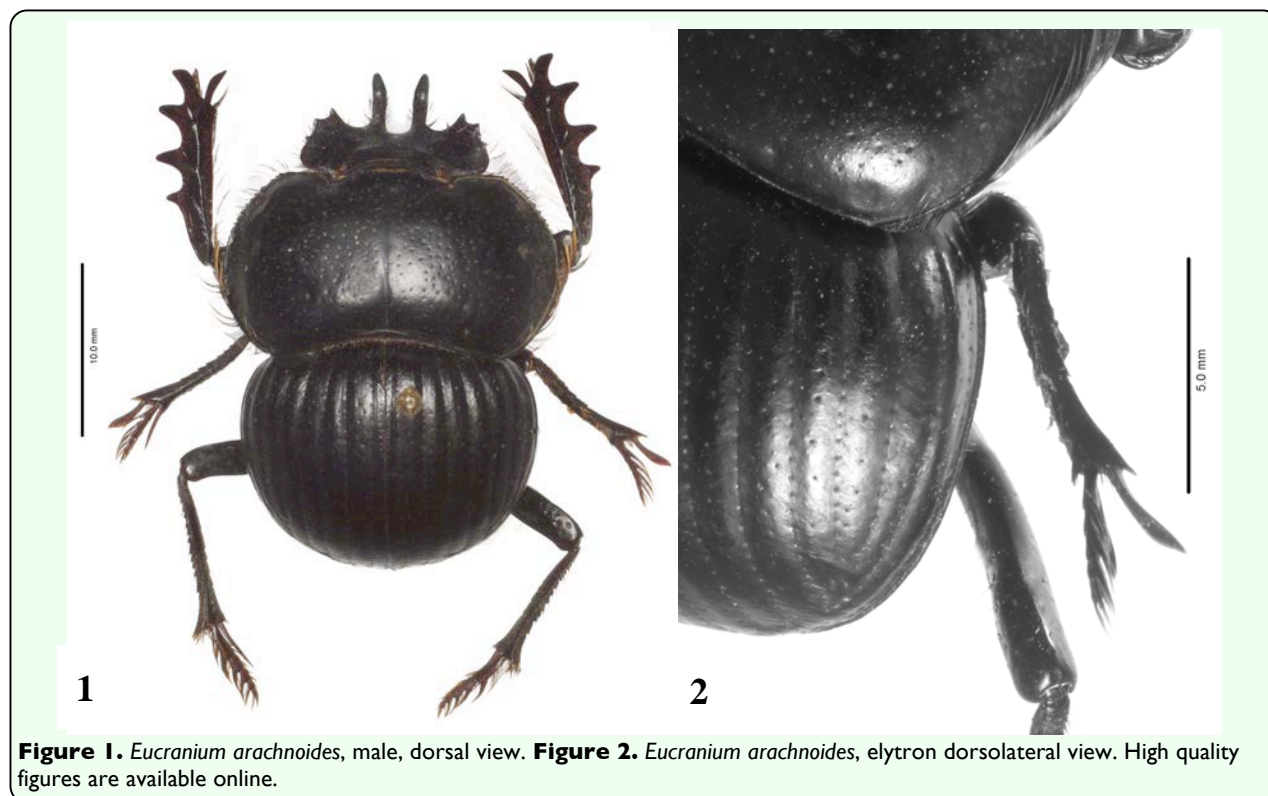 10.0 mm
5.0 mm
1
2
Figure 1. Eucranium arachnoides, male, dorsal view. Figure 2. Eucranium arachnoides, elytron dorsolateral view. High quality
figures are available online.